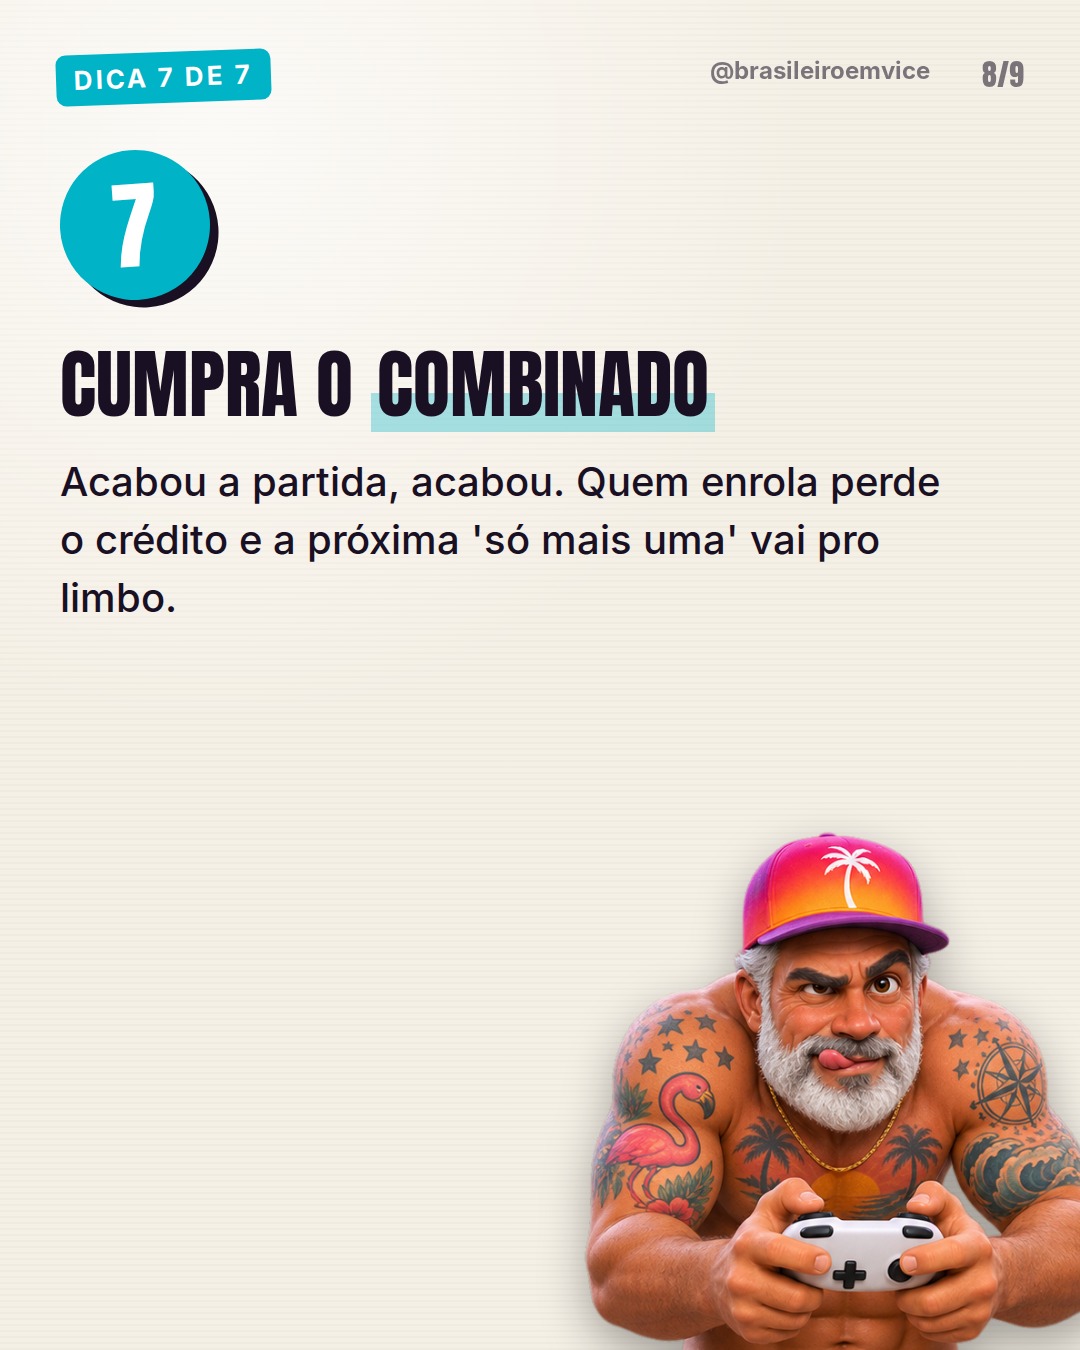 DICA 7 DE 7
@brasileiroemvice
8/9
7
CUMPRA O COMBINADO
Acabou a partida, acabou. Quem enrola perde
o crédito e a próxima 'só mais uma' vai pro
limbo.